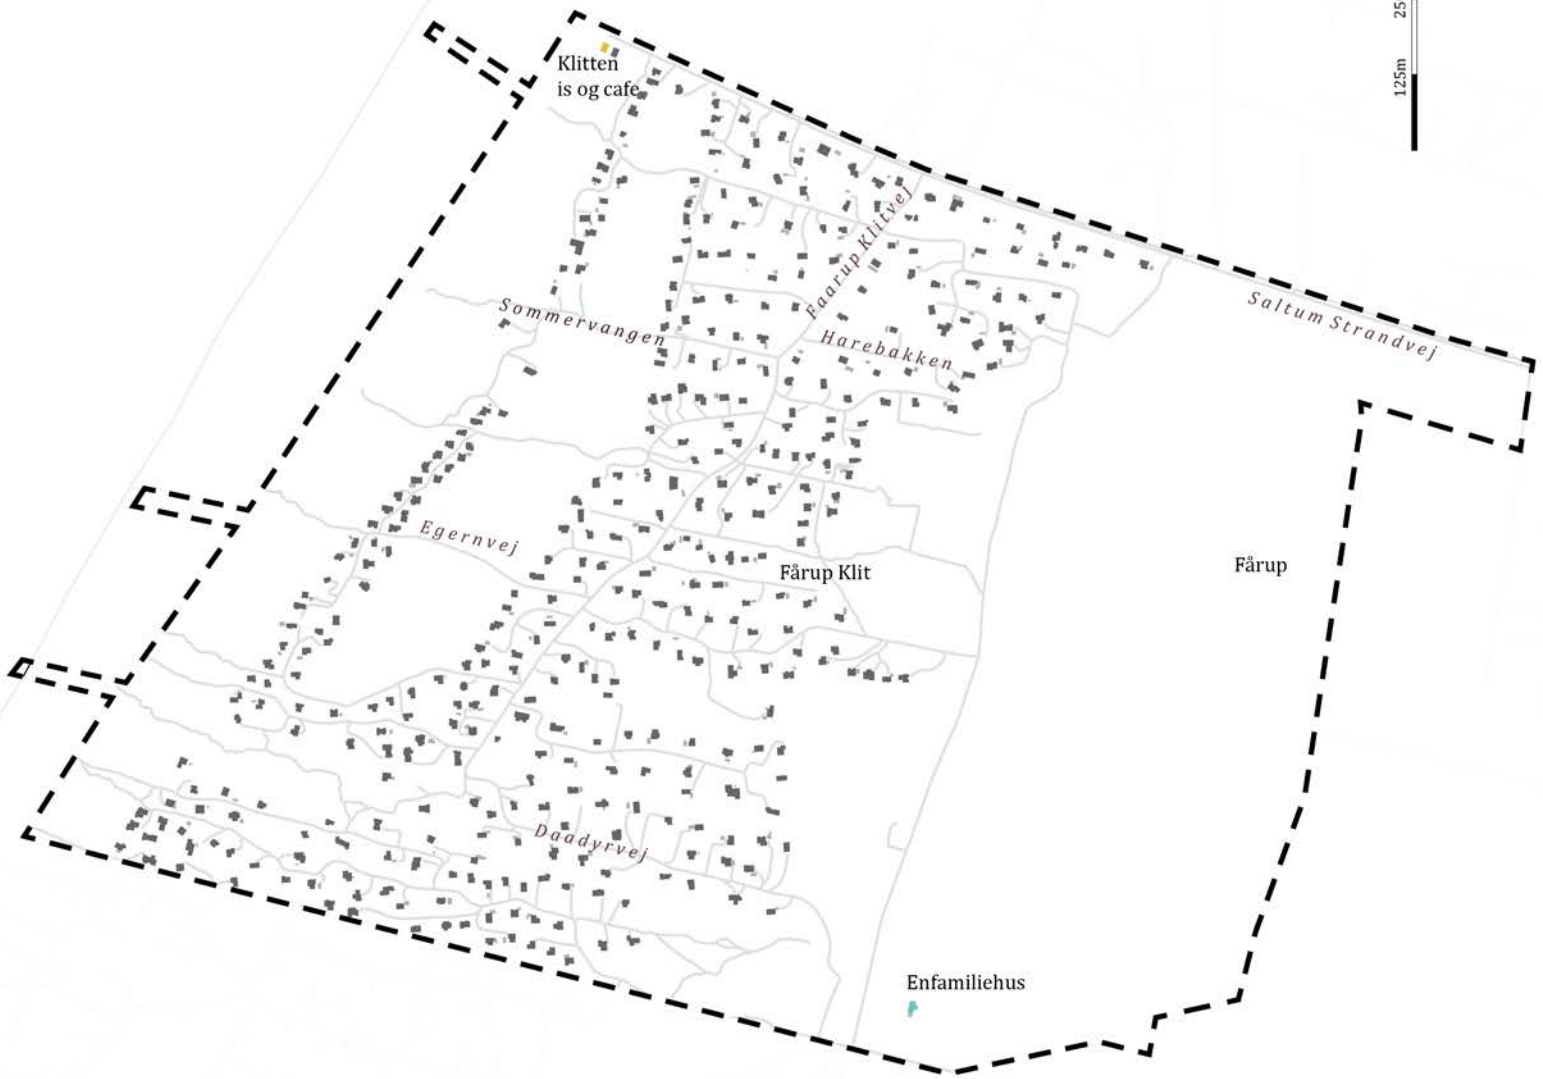 25
125m
Klitten
is og cafe
Faarup Klitvej
Sommervangen
Harebakken
Saltum Strandvej
Egernvej
Fårup Klit
Fårup
Daadyrvej
Enfamiliehus